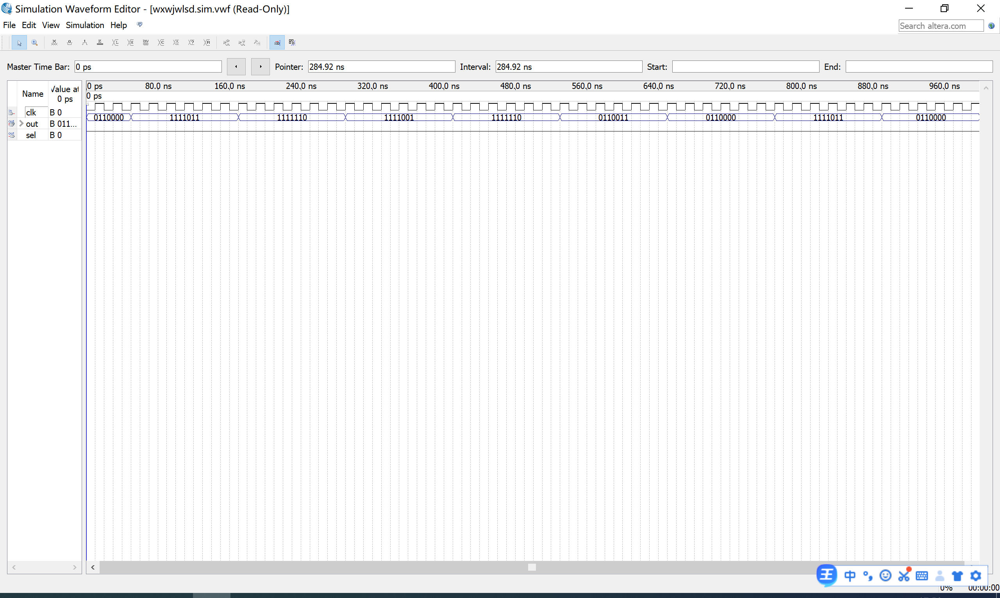 Simulation Waveform Editor - [wxwjwlsd.sim.vwf (Read-Only)]
File Edit View Simulation Help
Search altera.com
Master Time Bar: 0 ps Pointer: 284.92 ns Interval: 284.92 ns Start: End:
Name Value at 0 ps
0 ps 80.0 ns 160.0 ns 240.0 ns 320.0 ns 400.0 ns 480.0 ns 560.0 ns 640.0 ns 720.0 ns 800.0 ns 880.0 ns 960.0 ns
0 ps
in clk B 0
out out B 011... 0110000 1111011 1111110 1111001 1111110 0110011 0110000 1111011 0110000
out sel B 0
王 中
0% 00:00:00